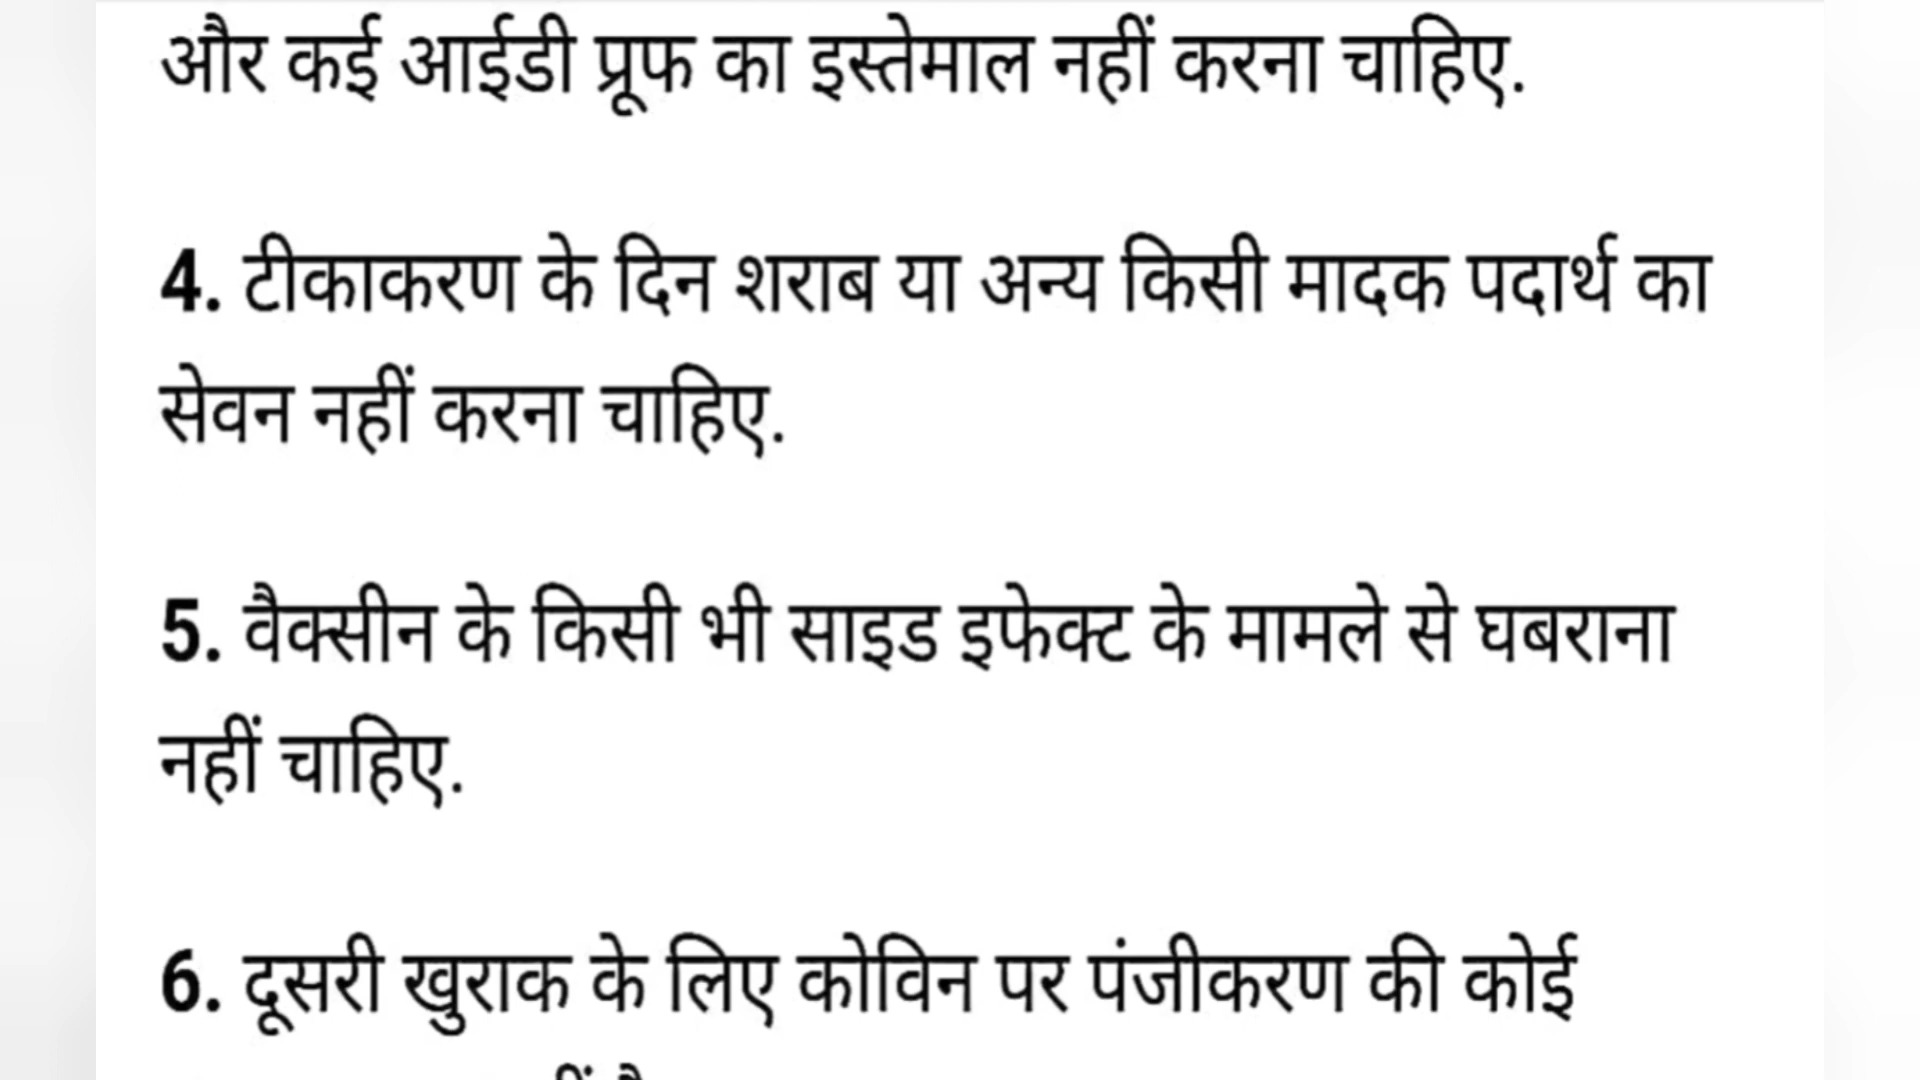 और कई आईडी प्रूफ का इस्तेमाल नहीं करना चाहिए.
4. टीकाकरण के दिन शराब या अन्य किसी मादक पदार्थ का
सेवन नहीं करना चाहिए.
5. वैक्सीन के किसी भी साइड इफेक्ट के मामले से घबराना
नहीं चाहिए.
6. दूसरी खुराक के लिए कोविन पर पंजीकरण की कोई